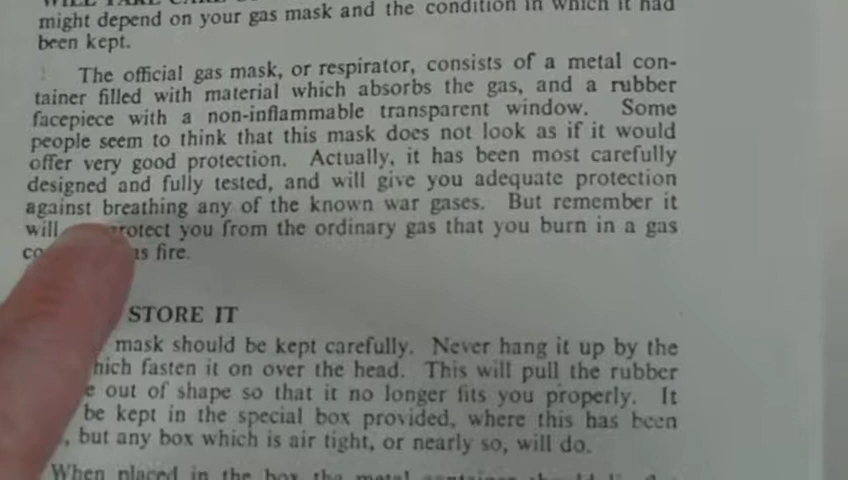 might depend on your gas mask and the condition in which it had
been kept.
The official gas mask, or respirator, consists of a metal con-
tainer filled with material which absorbs the gas, and a rubber
facepiece with a non-inflammable transparent window. Some
people seem to think that this mask does not look as if it would
offer very good protection. Actually, it has been most carefully
designed and fully tested, and will give you adequate protection
against breathing any of the known war gases. But remember it
will protect you from the ordinary gas that you burn in a gas
fire.
STORE IT
mask should be kept carefully. Never hang it up by the
which fasten it on over the head. This will pull the rubber
out of shape so that it no longer fits you properly. It
be kept in the special box provided, where this has been
, but any box which is air tight, or nearly so, will do.
When placed in the box the metal container should